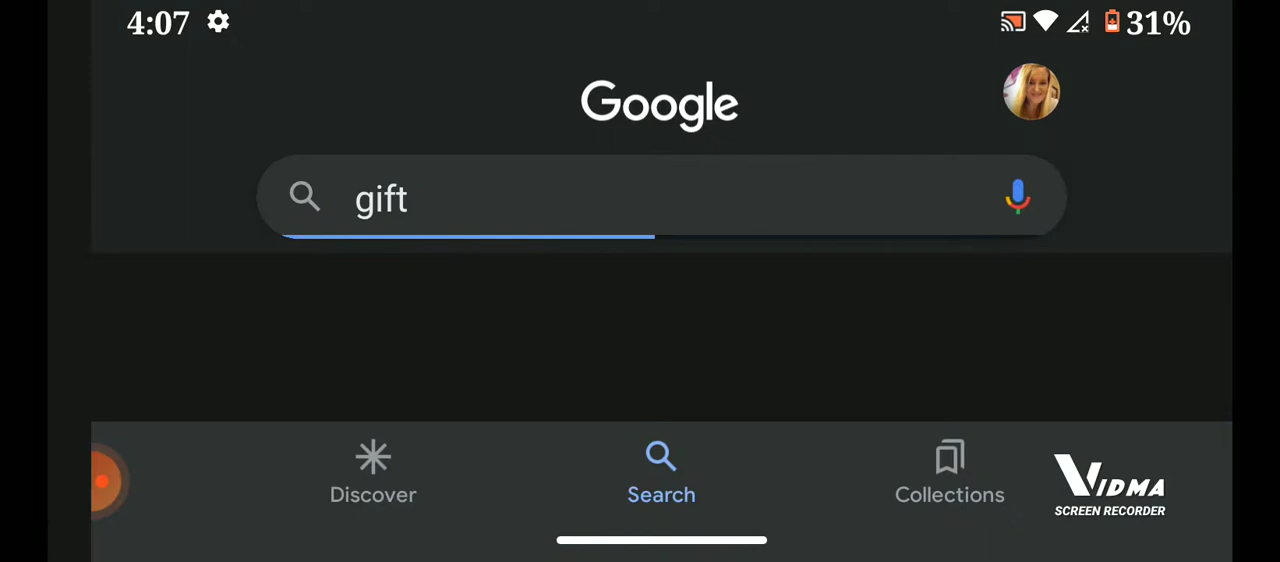 4:07 31%
Google
gift
Discover Search Collections
VIDMA
SCREEN RECORDER